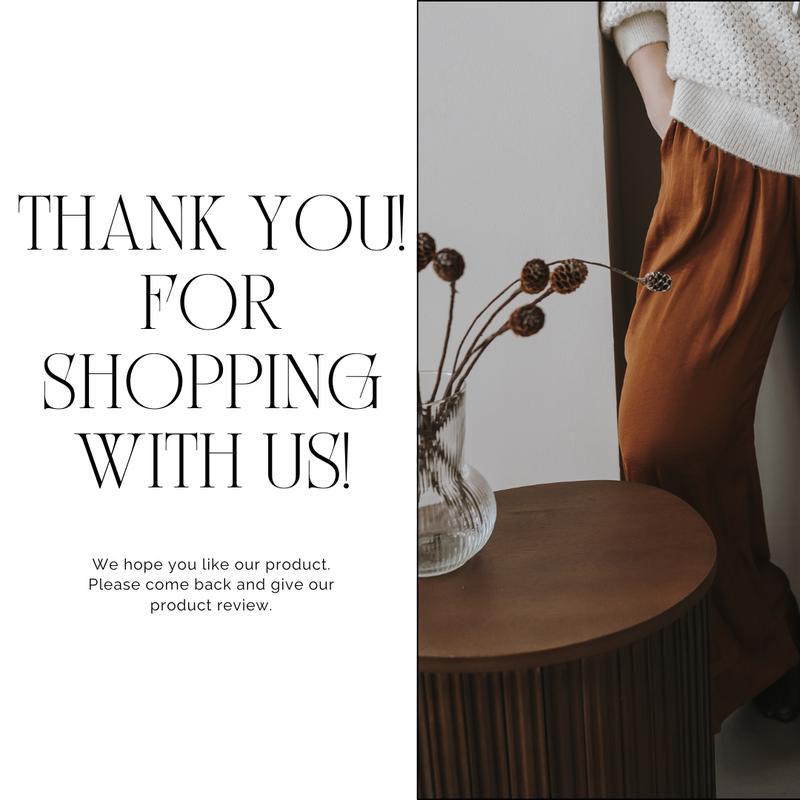 THANK YOU!
FOR
SHOPPING
WITH US!
We hope you like our product.
Please come back and give our
product review.